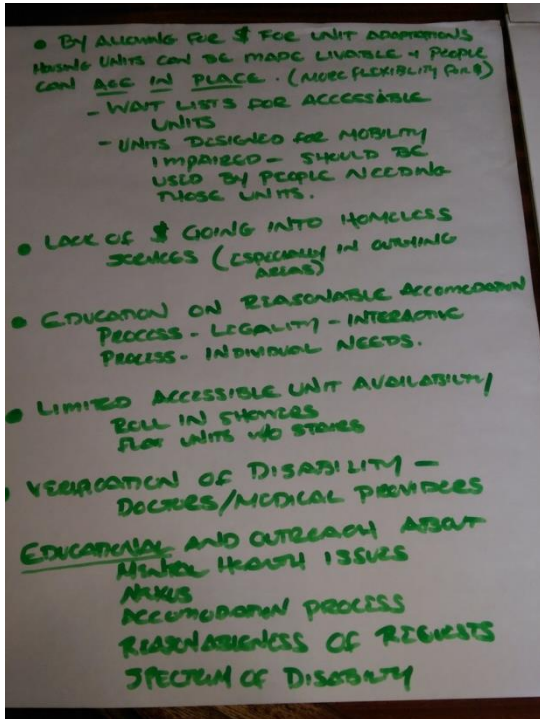 • BY ALLOWING FOR $ FOR UNIT ADAPTATIONS
HOUSING UNITS CAN BE MADE LIVABLE + PEOPLE
CAN AGE IN PLACE. (MORE FLEXIBILITY FOR $)
- WAIT LISTS FOR ACCESSABLE
UNITS
- UNITS DESIGNED FOR MOBILITY
IMPAIRED - SHOULD BE
USED BY PEOPLE NEEDING
THOSE UNITS.
• LACK OF $ GOING INTO HOMELESS
SERVICES (ESPECIALLY IN OUTLYING
AREAS)
• EDUCATION ON REASONABLE ACCOMODATION
PROCESS - LEGALITY - INTERACTIVE
PROCESS - INDIVIDUAL NEEDS.
• LIMITED ACCESSIBLE UNIT AVAILABILITY
ROLL IN SHOWERS
FLAT UNITS W/O STAIRS
• VERIFICATION OF DISABILITY -
DOCTORS/MEDICAL PROVIDERS
EDUCATIONAL AND OUTREACH ABOUT
MENTAL HEALTH ISSUES
NEXUS
ACCOMODATION PROCESS
REASONABLENESS OF REQUESTS
SPECTRUM OF DISABILTY